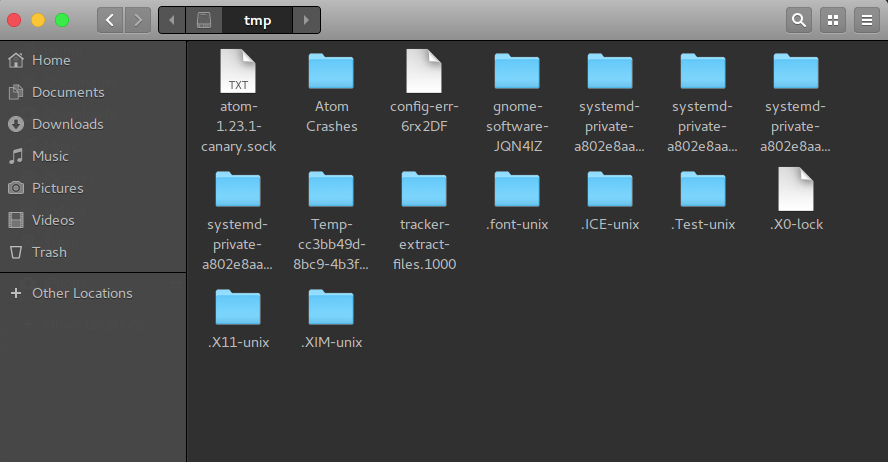 tmp
Home
Documents
Downloads
Music
Pictures
Videos
Trash
Other Locations
TXT
atom-
1.23.1-
canary.sock
Atom
Crashes
config-err-
6rx2DF
gnome-
software-
JQN4IZ
systemd-
private-
a802e8aa...
systemd-
private-
a802e8aa...
systemd-
private-
a802e8aa...
systemd-
private-
a802e8aa...
Temp-
cc3bb49d-
8bc9-4b3f...
tracker-
extract-
files.1000
.font-unix
.ICE-unix
.Test-unix
.X0-lock
.X11-unix
.XIM-unix